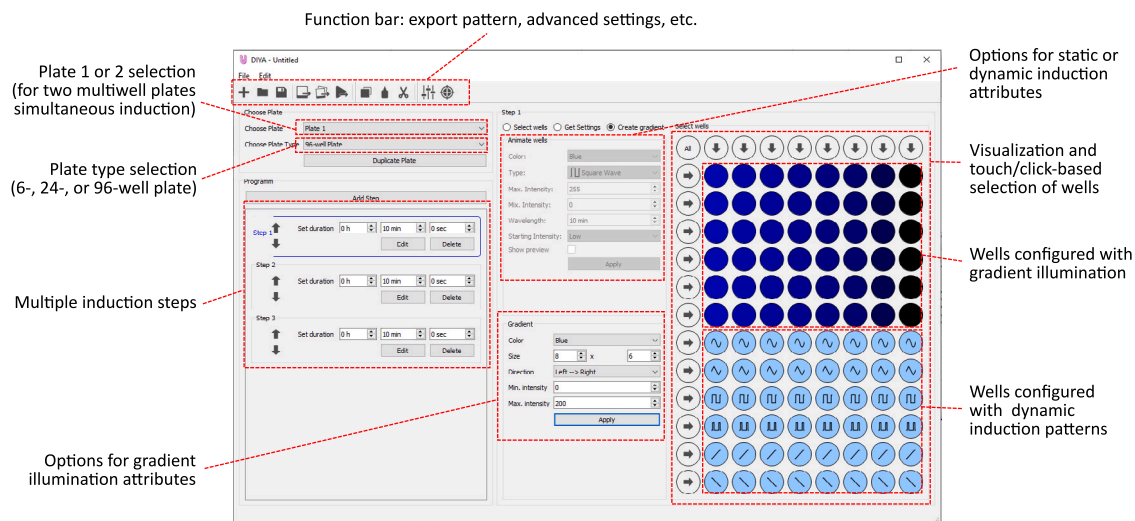 Function bar: export pattern, advanced settings, etc.
Plate 1 or 2 selection
(for two multiwell plates
simultaneous induction)
Plate type selection
(6-, 24-, or 96-well plate)
Multiple induction steps
Options for gradient
illumination attributes
DIVA - Untitled
File Edit
Choose Plate
Choose Plate Plate 1
Choose Plate Type 96-well Plate
Duplicate Plate
Programm
Add Step
Step 1
Set duration 0 h 10 min 0 sec
Edit Delete
Step 2
Set duration 0 h 10 min 0 sec
Edit Delete
Step 3
Set duration 0 h 10 min 0 sec
Edit Delete
Step 1
Select wells Get Settings Create gradient
Animate wells
Color: Blue
Type: Square Wave
Max. Intensity: 255
Mix. Intensity: 0
Wavelength: 10 min
Starting Intensity: Low
Show preview
Apply
Gradient
Color Blue
Size 8 x 6
Direction Left --> Right
Min. intensity 0
Max. intensity 200
Apply
Select wells
All
Options for static or
dynamic induction
attributes
Visualization and
touch/click-based
selection of wells
Wells configured with
gradient illumination
Wells configured
with dynamic
induction patterns